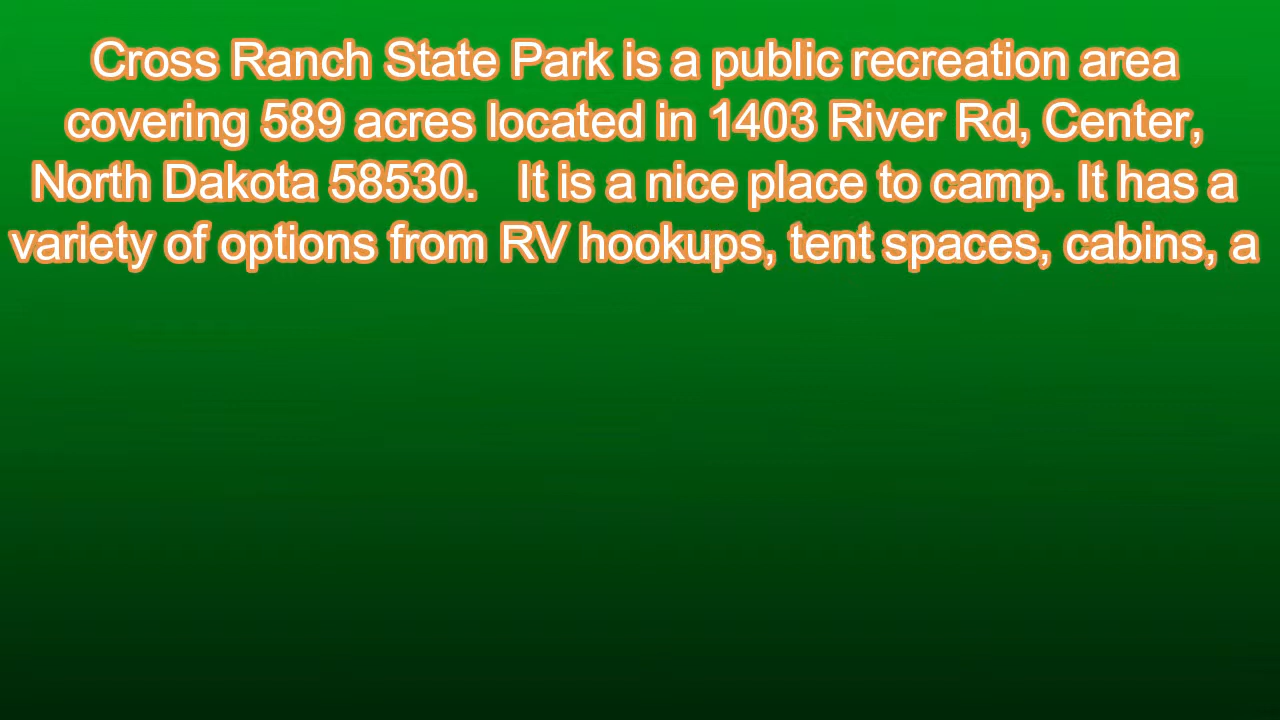 Cross Ranch State Park is a public recreation area
covering 589 acres located in 1403 River Rd, Center,
North Dakota 58530.   It is a nice place to camp. It has a
variety of options from RV hookups, tent spaces, cabins, a